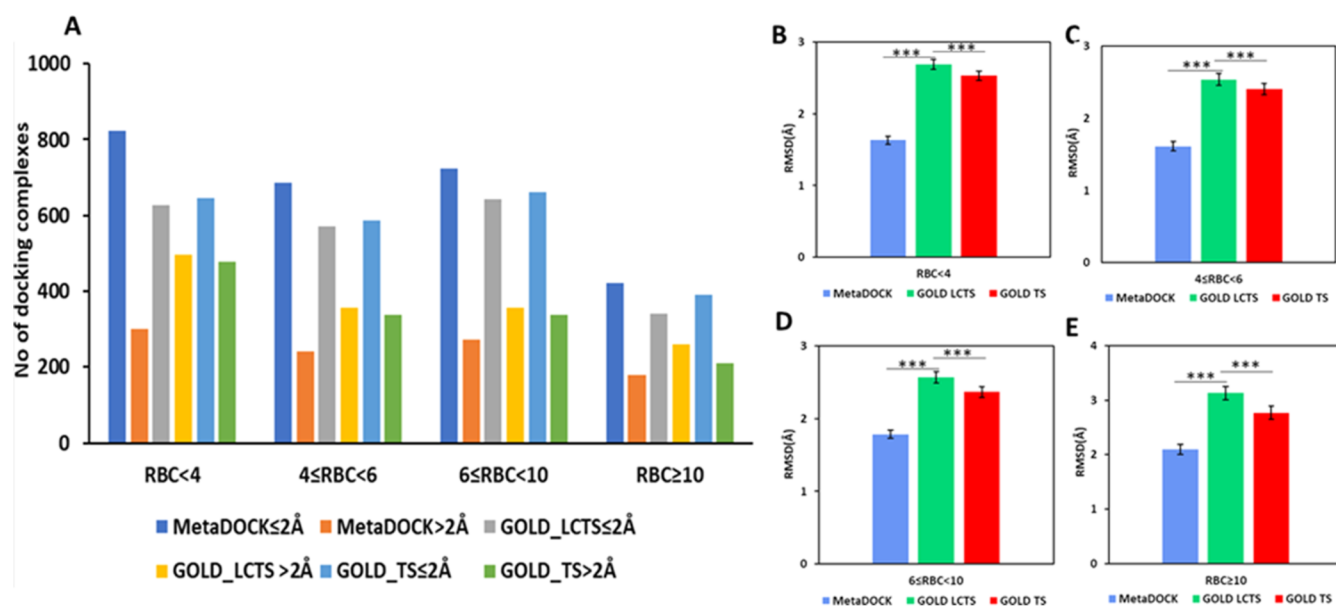 A
No of docking complexes
1000
800
600
400
200
0
RBC<4
4≤RBC<6
6≤RBC<10
RBC≥10
MetaDOCK≤2Å
MetaDOCK>2Å
GOLD_LCTS≤2Å
GOLD_LCTS >2Å
GOLD_TS≤2Å
GOLD_TS>2Å
B
RMSD(Å)
3
2
1
0
***
***
RBC<4
MetaDOCK
GOLD LCTS
GOLD TS
C
RMSD(Å)
3
2
1
0
***
***
4≤RBC<6
MetaDOCK
GOLD LCTS
GOLD TS
D
RMSD(Å)
3
2
1
0
***
***
6≤RBC<10
MetaDOCK
GOLD LCTS
GOLD TS
E
RMSD(Å)
4
3
2
1
0
***
***
RBC≥10
MetaDOCK
GOLD LCTS
GOLD TS